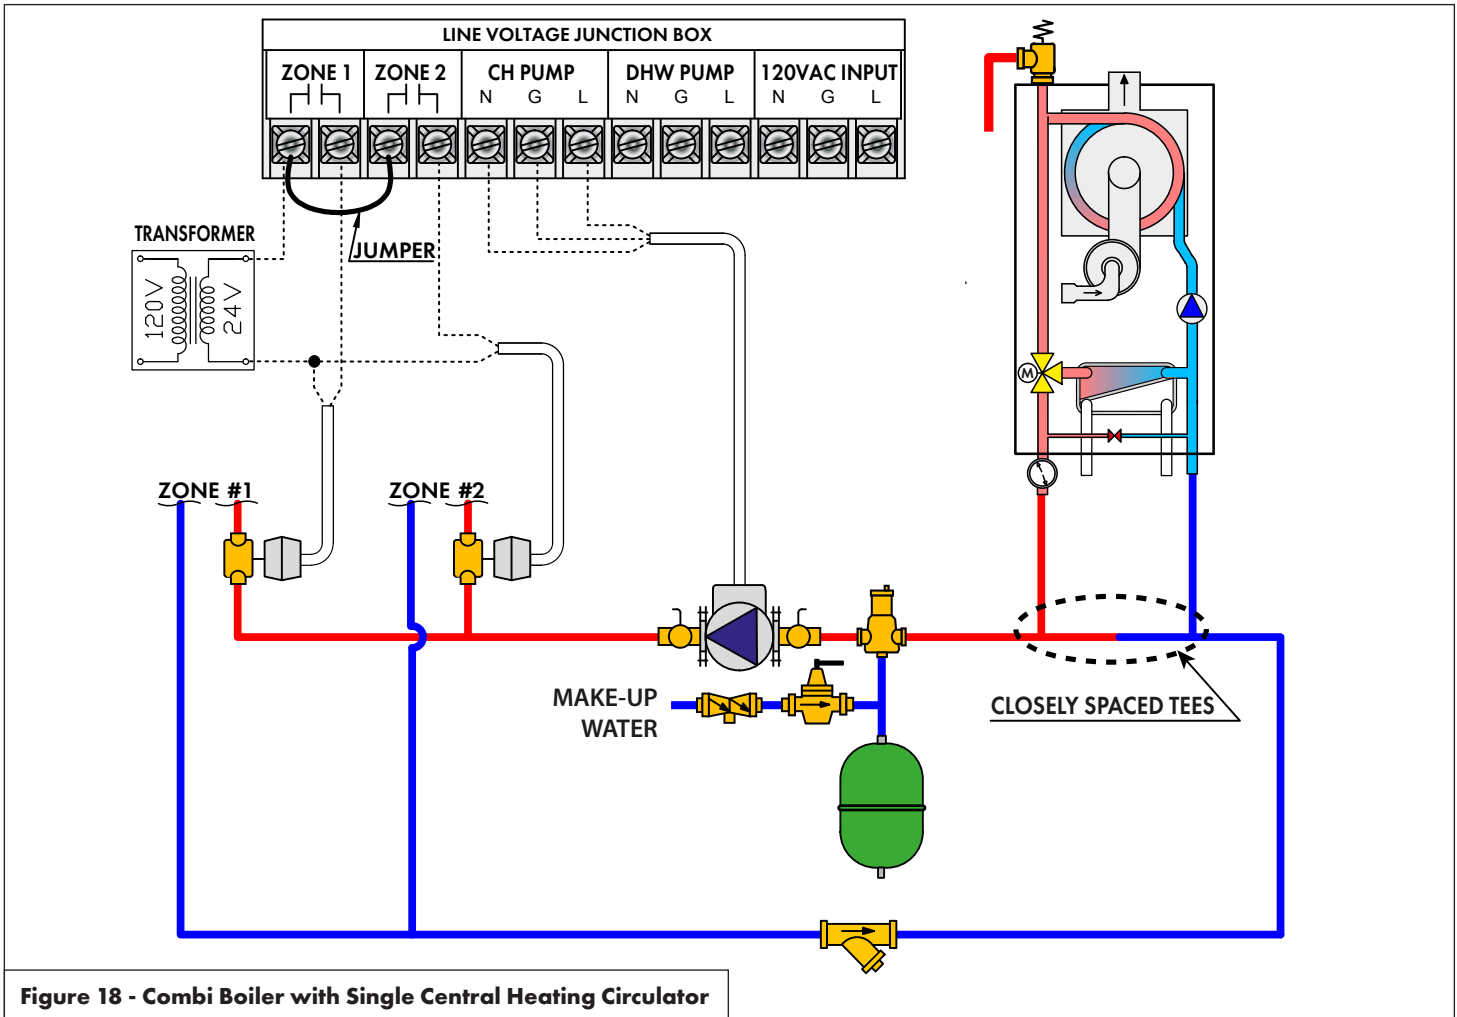 LINE VOLTAGE JUNCTION BOX
ZONE 1 ZONE 2 CH PUMP DHW PUMP 120VAC INPUT
N G L N G L N G L
TRANSFORMER
JUMPER
120V 24V
M
ZONE #1 ZONE #2
MAKE-UP
WATER
CLOSELY SPACED TEES
Figure 18 - Combi Boiler with Single Central Heating Circulator